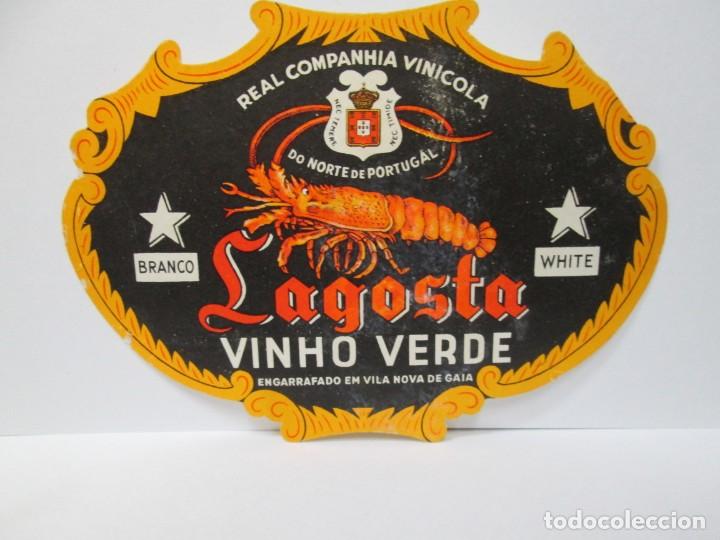 REAL COMPANHIA VINICOLA
NEC TEMERE
NEC TIMIDE
DO NORTE DE PORTUGAL
BRANCO
WHITE
Lagosta
VINHO VERDE
ENGARRAFADO EM VILA NOVA DE GAIA
todocoleccion